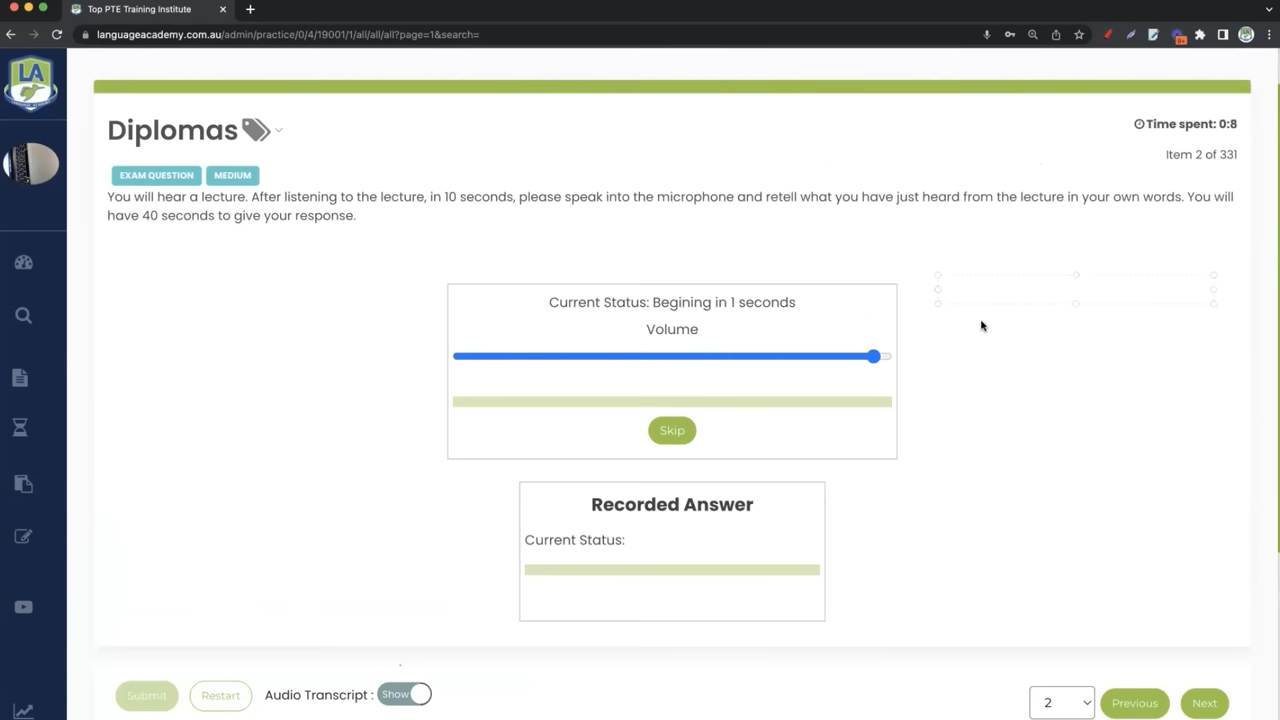 Top PTE Training Institute
languageacademy.com.au/admin/practice/0/4/19001/1/all/all/all?page=1&search=
LA
Diplomas
Time spent: 0:8
Item 2 of 331
EXAM QUESTION
MEDIUM
You will hear a lecture. After listening to the lecture, in 10 seconds, please speak into the microphone and retell what you have just heard from the lecture in your own words. You will
have 40 seconds to give your response.
Current Status: Begining in 1 seconds
Volume
Skip
Recorded Answer
Current Status:
Submit
Restart
Audio Transcript :
Show
2
Previous
Next